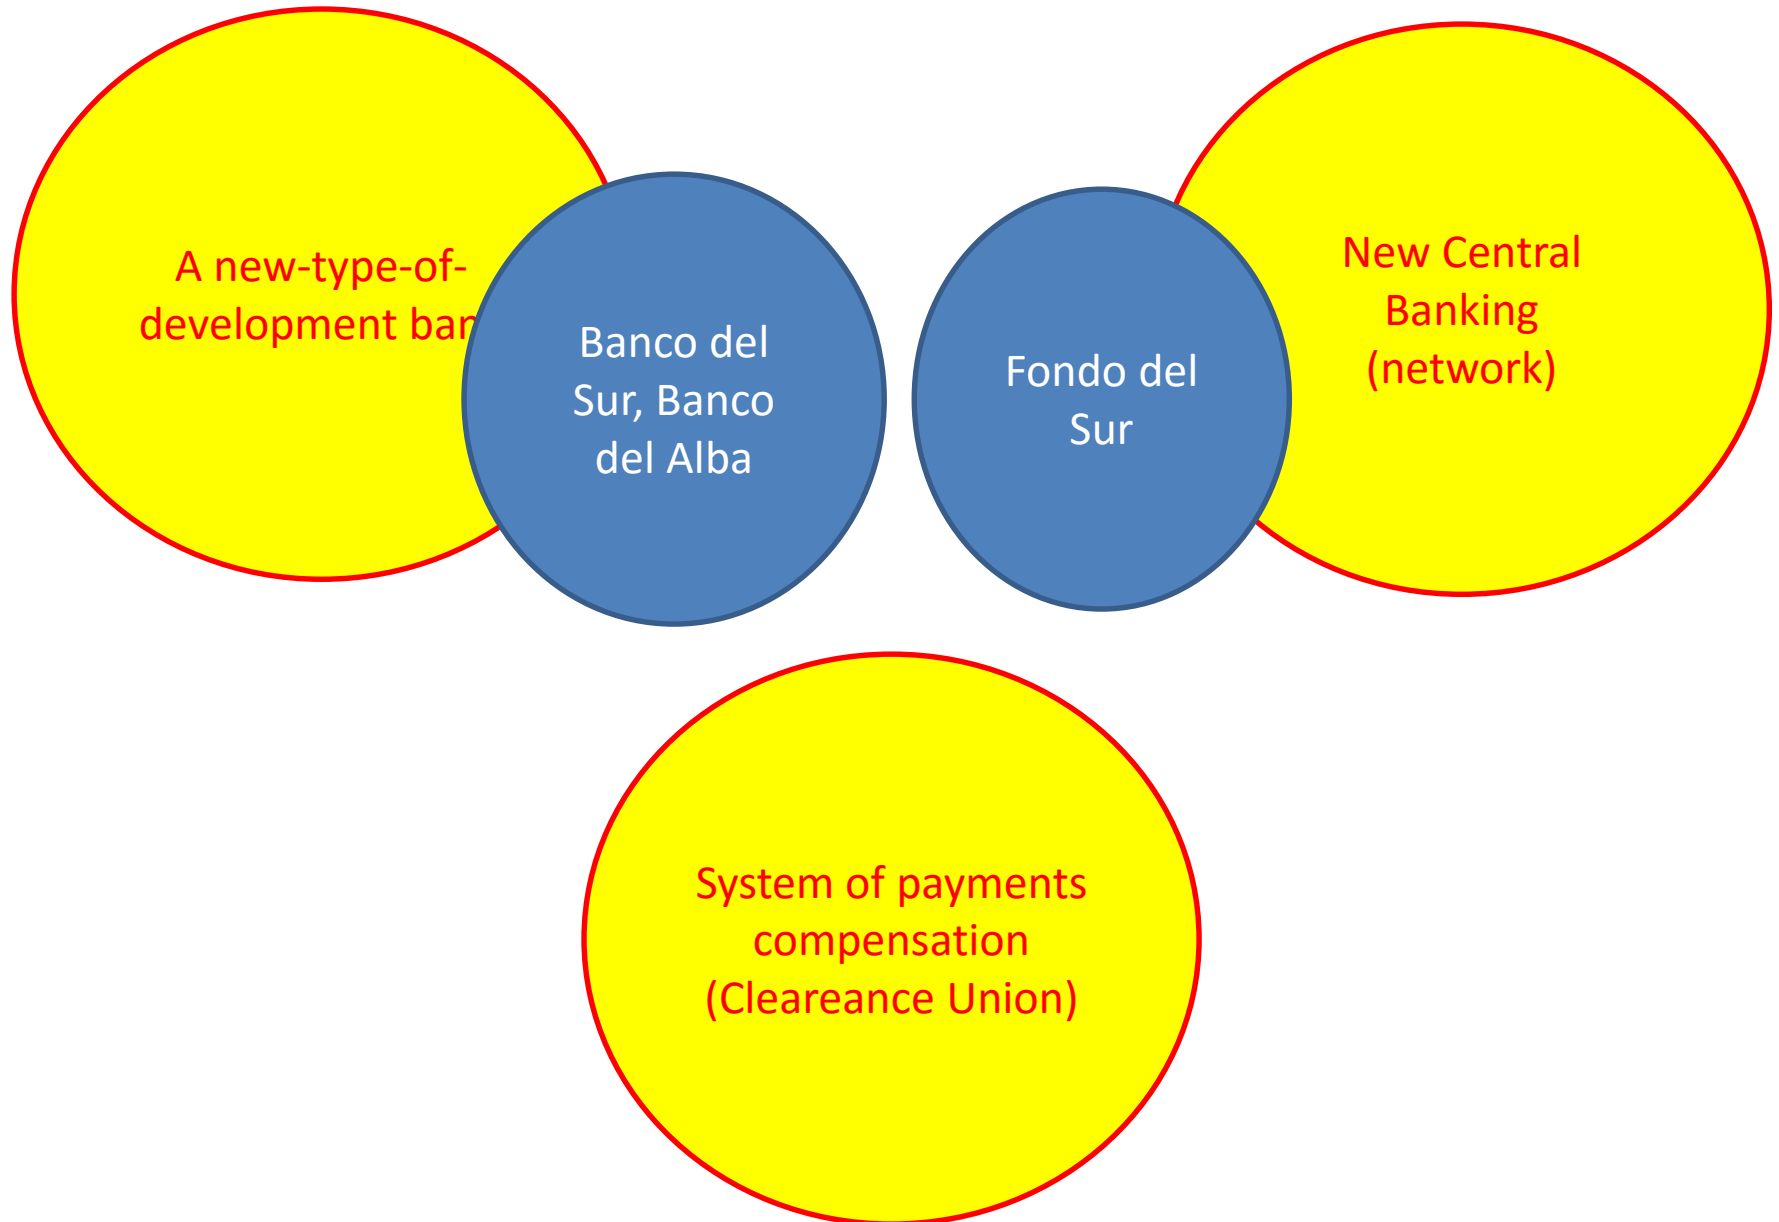 A new-type-of-
development ban
Banco del
Sur, Banco
del Alba
Fondo del
Sur
New Central
Banking
(network)
System of payments
compensation
(Cleareance Union)